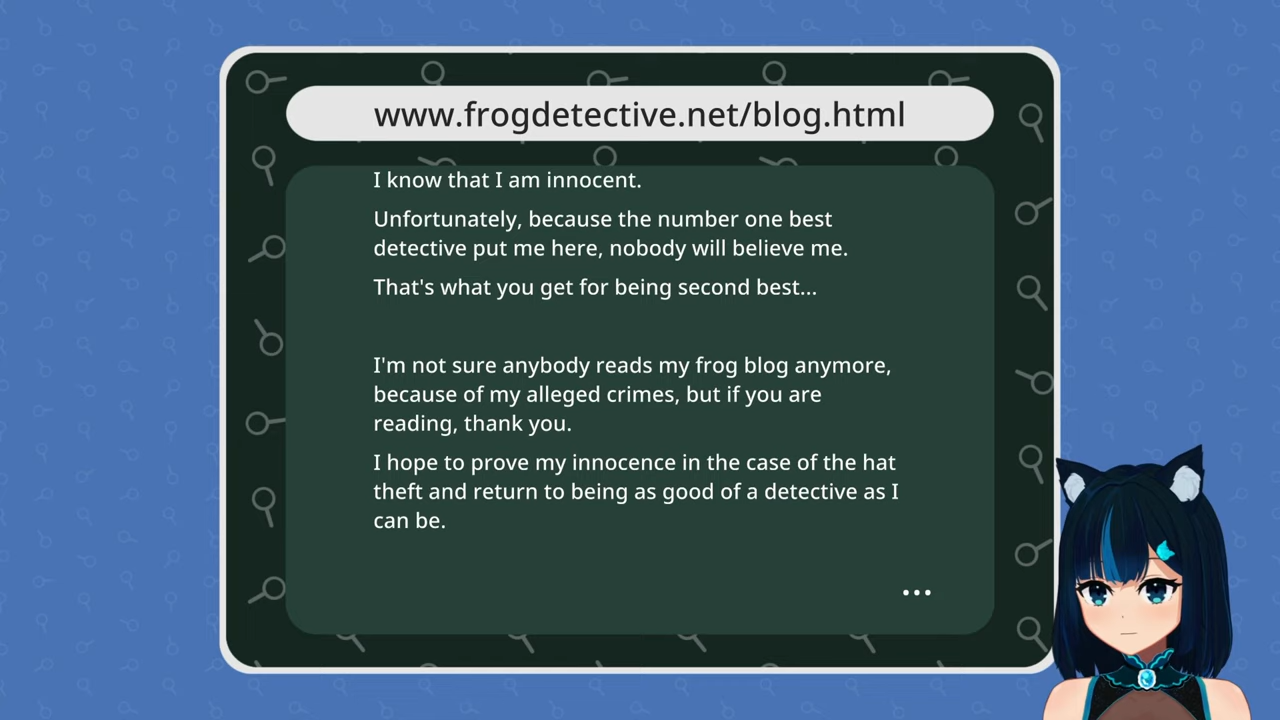 www.frogdetective.net/blog.html
I know that I am innocent.
Unfortunately, because the number one best
detective put me here, nobody will believe me.
That's what you get for being second best...
I'm not sure anybody reads my frog blog anymore,
because of my alleged crimes, but if you are
reading, thank you.
I hope to prove my innocence in the case of the hat
theft and return to being as good of a detective as I
can be.
...